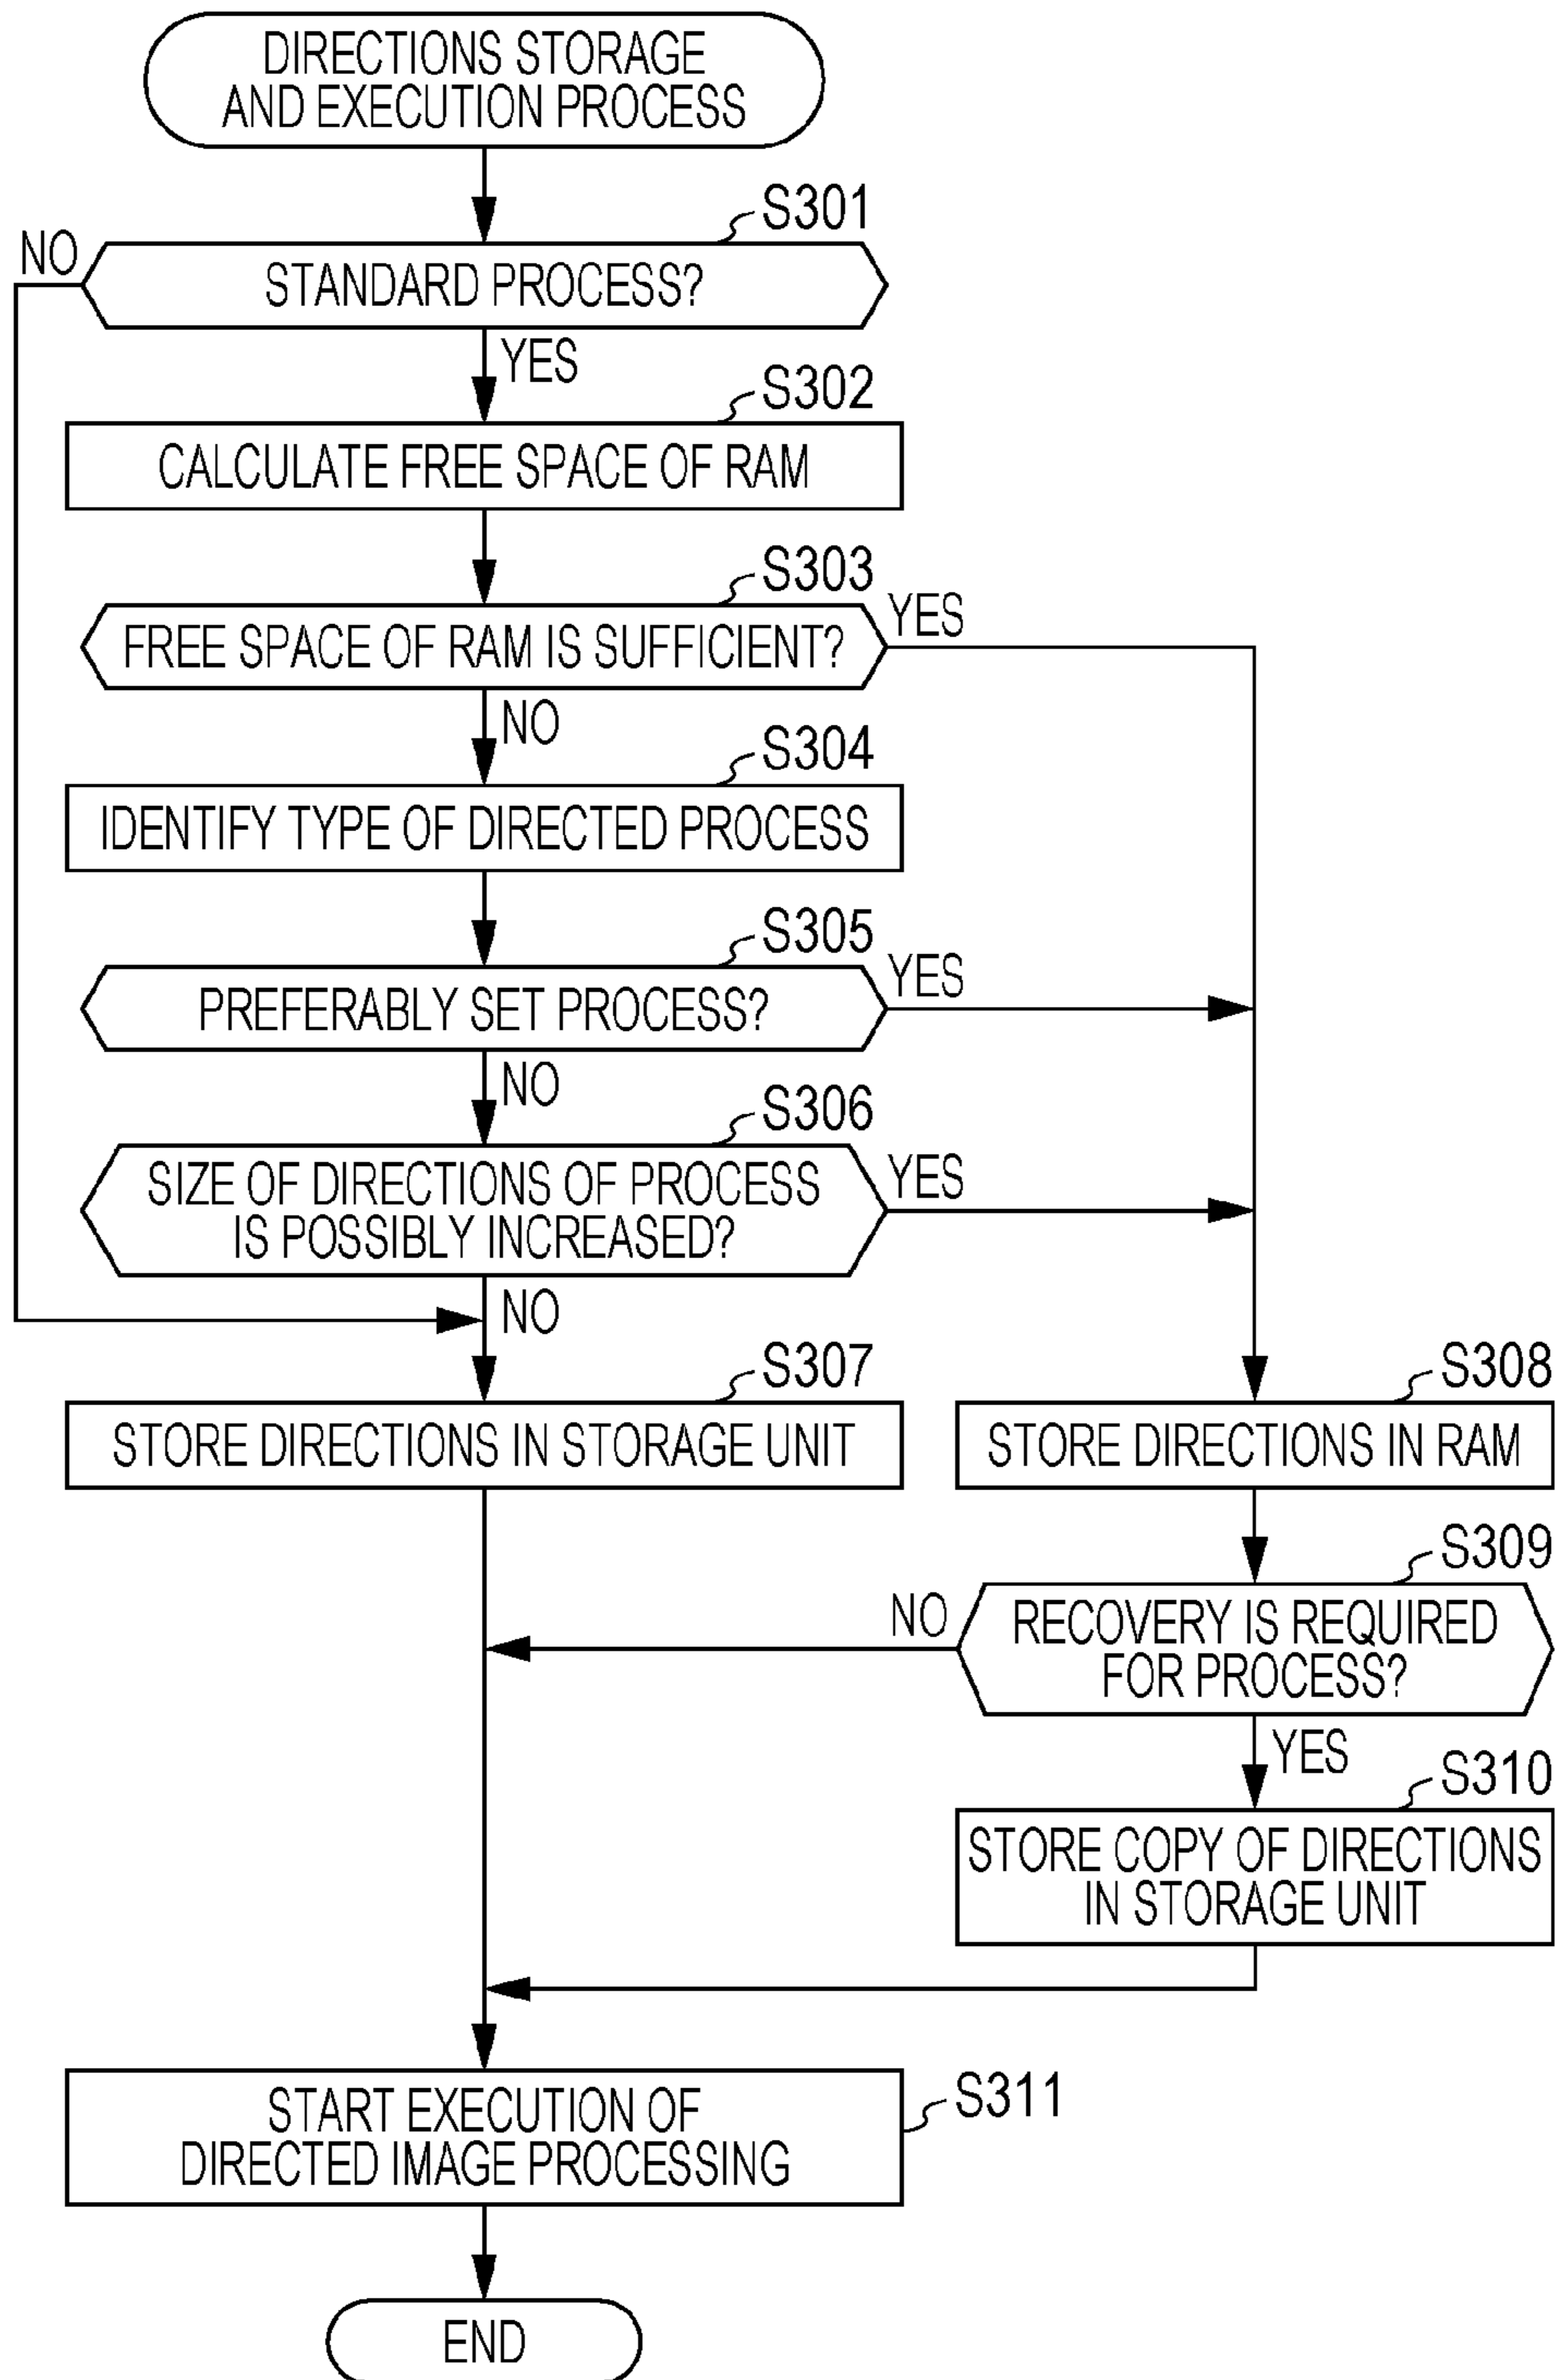 DIRECTIONS STORAGE
AND EXECUTION PROCESS
S301
NO
STANDARD PROCESS?
YES
S302
CALCULATE FREE SPACE OF RAM
S303
FREE SPACE OF RAM IS SUFFICIENT?
YES
NO
S304
IDENTIFY TYPE OF DIRECTED PROCESS
S305
PREFERABLY SET PROCESS?
YES
NO
S306
SIZE OF DIRECTIONS OF PROCESS
IS POSSIBLY INCREASED?
YES
NO
S307
STORE DIRECTIONS IN STORAGE UNIT
S308
STORE DIRECTIONS IN RAM
S309
RECOVERY IS REQUIRED
FOR PROCESS?
NO
YES
S310
STORE COPY OF DIRECTIONS
IN STORAGE UNIT
START EXECUTION OF
DIRECTED IMAGE PROCESSING
S311
END